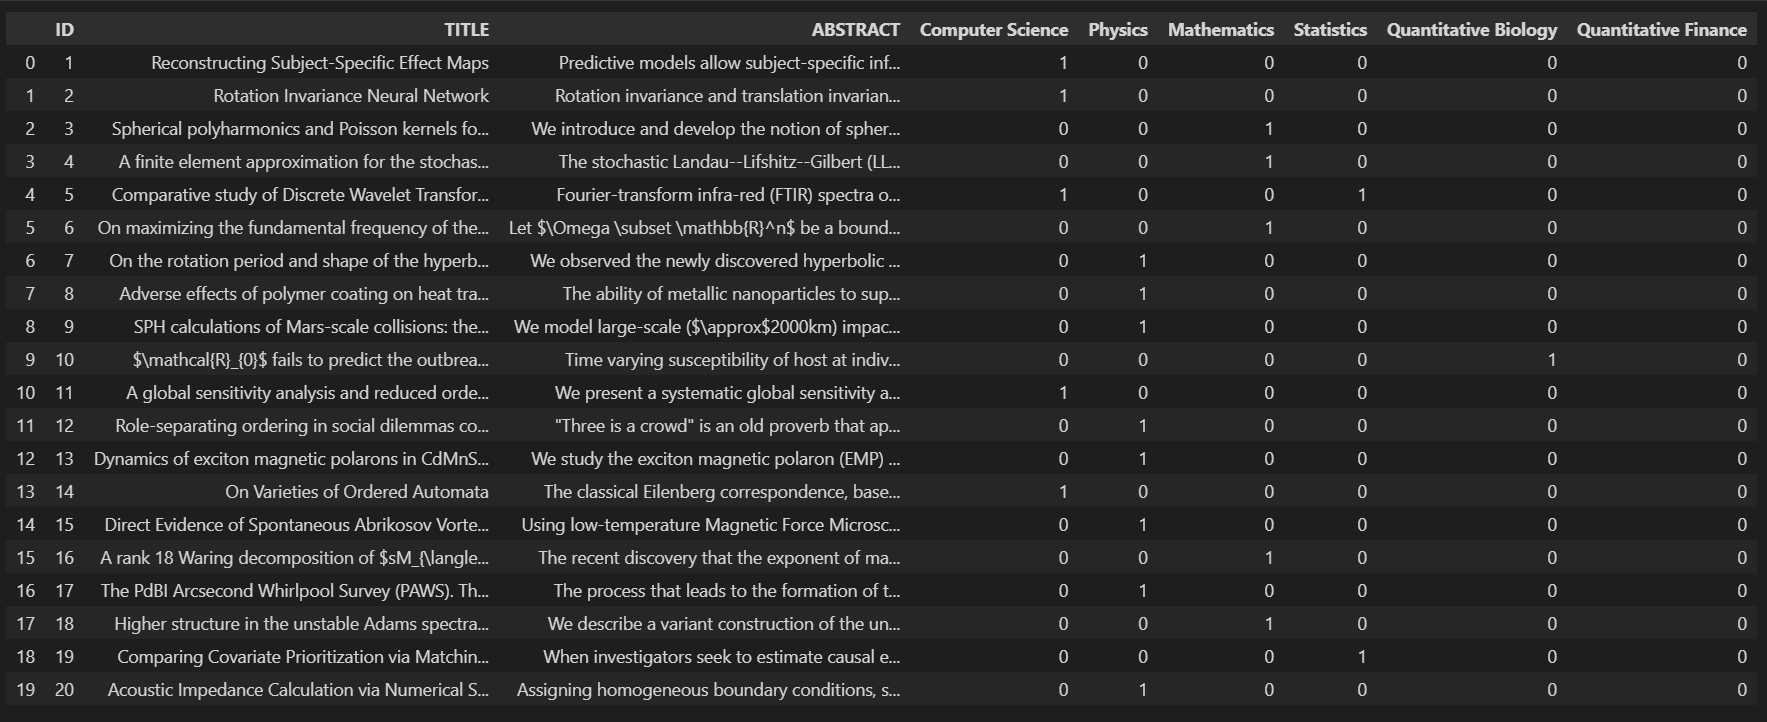 ID TITLE ABSTRACT Computer Science Physics Mathematics Statistics Quantitative Biology Quantitative Finance
0 1 Reconstructing Subject-Specific Effect Maps Predictive models allow subject-specific inf... 1 0 0 0 0 0
1 2 Rotation Invariance Neural Network Rotation invariance and translation invarian... 1 0 0 0 0 0
2 3 Spherical polyharmonics and Poisson kernels fo... We introduce and develop the notion of spher... 0 0 1 0 0 0
3 4 A finite element approximation for the stochas... The stochastic Landau--Lifshitz--Gilbert (LL... 0 0 1 0 0 0
4 5 Comparative study of Discrete Wavelet Transfor... Fourier-transform infra-red (FTIR) spectra o... 1 0 0 1 0 0
5 6 On maximizing the fundamental frequency of the... Let $\Omega \subset \mathbb{R}^n$ be a bound... 0 0 1 0 0 0
6 7 On the rotation period and shape of the hyperb... We observed the newly discovered hyperbolic ... 0 1 0 0 0 0
7 8 Adverse effects of polymer coating on heat tra... The ability of metallic nanoparticles to sup... 0 1 0 0 0 0
8 9 SPH calculations of Mars-scale collisions: the... We model large-scale ($\approx$2000km) impac... 0 1 0 0 0 0
9 10 $\mathcal{R}_{0}$ fails to predict the outbrea... Time varying susceptibility of host at indiv... 0 0 0 0 1 0
10 11 A global sensitivity analysis and reduced orde... We present a systematic global sensitivity a... 1 0 0 0 0 0
11 12 Role-separating ordering in social dilemmas co... "Three is a crowd" is an old proverb that ap... 0 1 0 0 0 0
12 13 Dynamics of exciton magnetic polarons in CdMnS... We study the exciton magnetic polaron (EMP) ... 0 1 0 0 0 0
13 14 On Varieties of Ordered Automata The classical Eilenberg correspondence, base... 1 0 0 0 0 0
14 15 Direct Evidence of Spontaneous Abrikosov Vorte... Using low-temperature Magnetic Force Microsc... 0 1 0 0 0 0
15 16 A rank 18 Waring decomposition of $sM_{\langle... The recent discovery that the exponent of ma... 0 0 1 0 0 0
16 17 The PdBI Arcsecond Whirlpool Survey (PAWS). Th... The process that leads to the formation of t... 0 1 0 0 0 0
17 18 Higher structure in the unstable Adams spectra... We describe a variant construction of the un... 0 0 1 0 0 0
18 19 Comparing Covariate Prioritization via Matchin... When investigators seek to estimate causal e... 0 0 0 1 0 0
19 20 Acoustic Impedance Calculation via Numerical S... Assigning homogeneous boundary conditions, s... 0 1 0 0 0 0